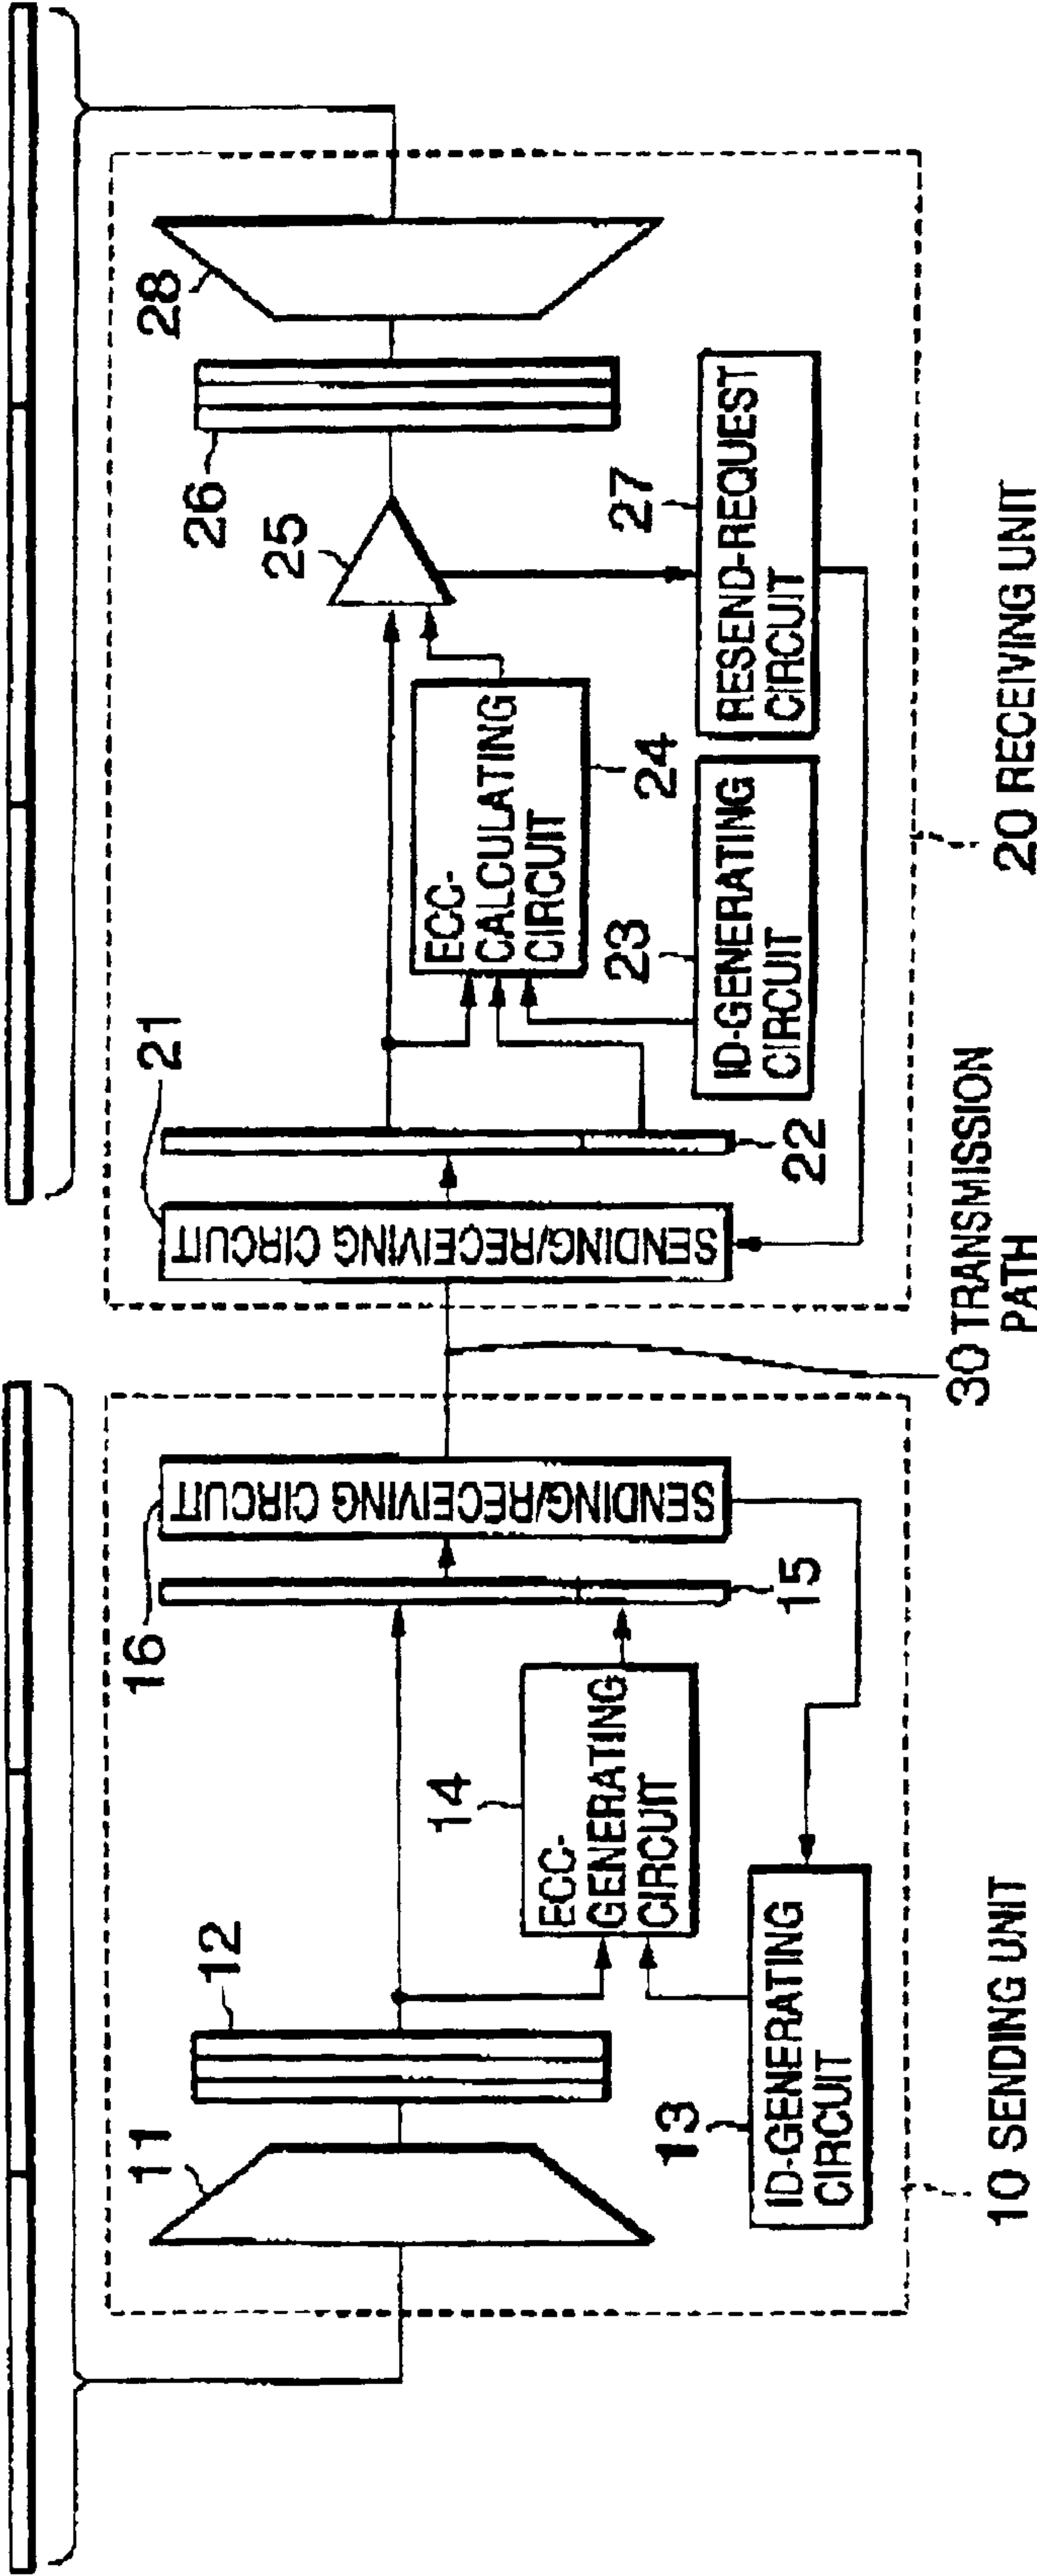 11
12
13
ID-GENERATING
CIRCUIT
14
ECC-
GENERATING
CIRCUIT
15
16
SENDING/RECEIVING CIRCUIT
10 SENDING UNIT
30 TRANSMISSION
PATH
21
SENDING/RECEIVING CIRCUIT
22
23
ID-GENERATING
CIRCUIT
ECC-
CALCULATING
CIRCUIT
24
25
26
27
RESEND-REQUEST
CIRCUIT
28
20 RECEIVING UNIT